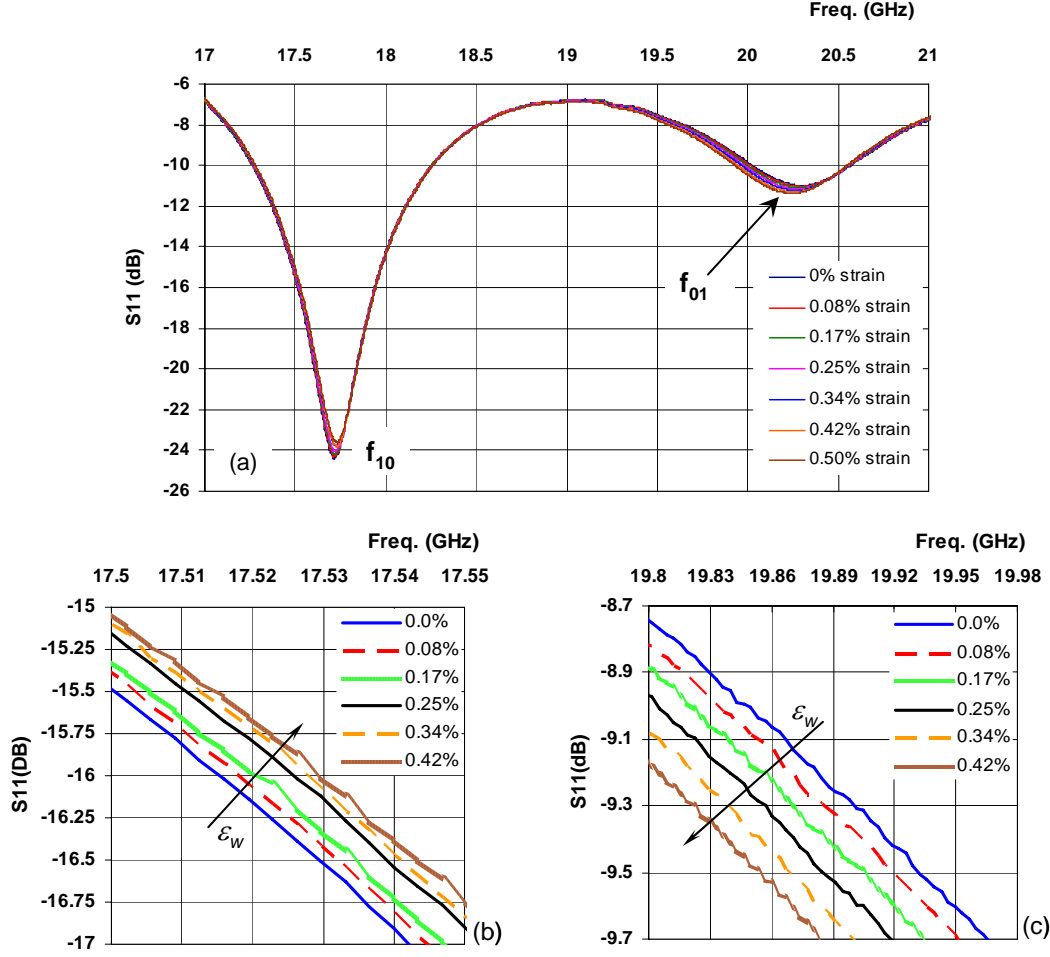 Freq. (GHz)
17 17.5 18 18.5 19 19.5 20 20.5 21
-6
-8
-10
-12
-14
-16
-18
-20
-22
-24
-26
S11 (dB)
f01
f10
(a)
0% strain
0.08% strain
0.17% strain
0.25% strain
0.34% strain
0.42% strain
0.50% strain
Freq. (GHz)
17.5 17.51 17.52 17.53 17.54 17.55
-15
-15.25
-15.5
-15.75
-16
-16.25
-16.5
-16.75
-17
S11(DB)
0.0%
0.08%
0.17%
0.25%
0.34%
0.42%
εw
(b)
Freq. (GHz)
19.8 19.83 19.86 19.89 19.92 19.95 19.98
-8.7
-8.9
-9.1
-9.3
-9.5
-9.7
S11(dB)
0.0%
0.08%
0.17%
0.25%
0.34%
0.42%
εw
(c)